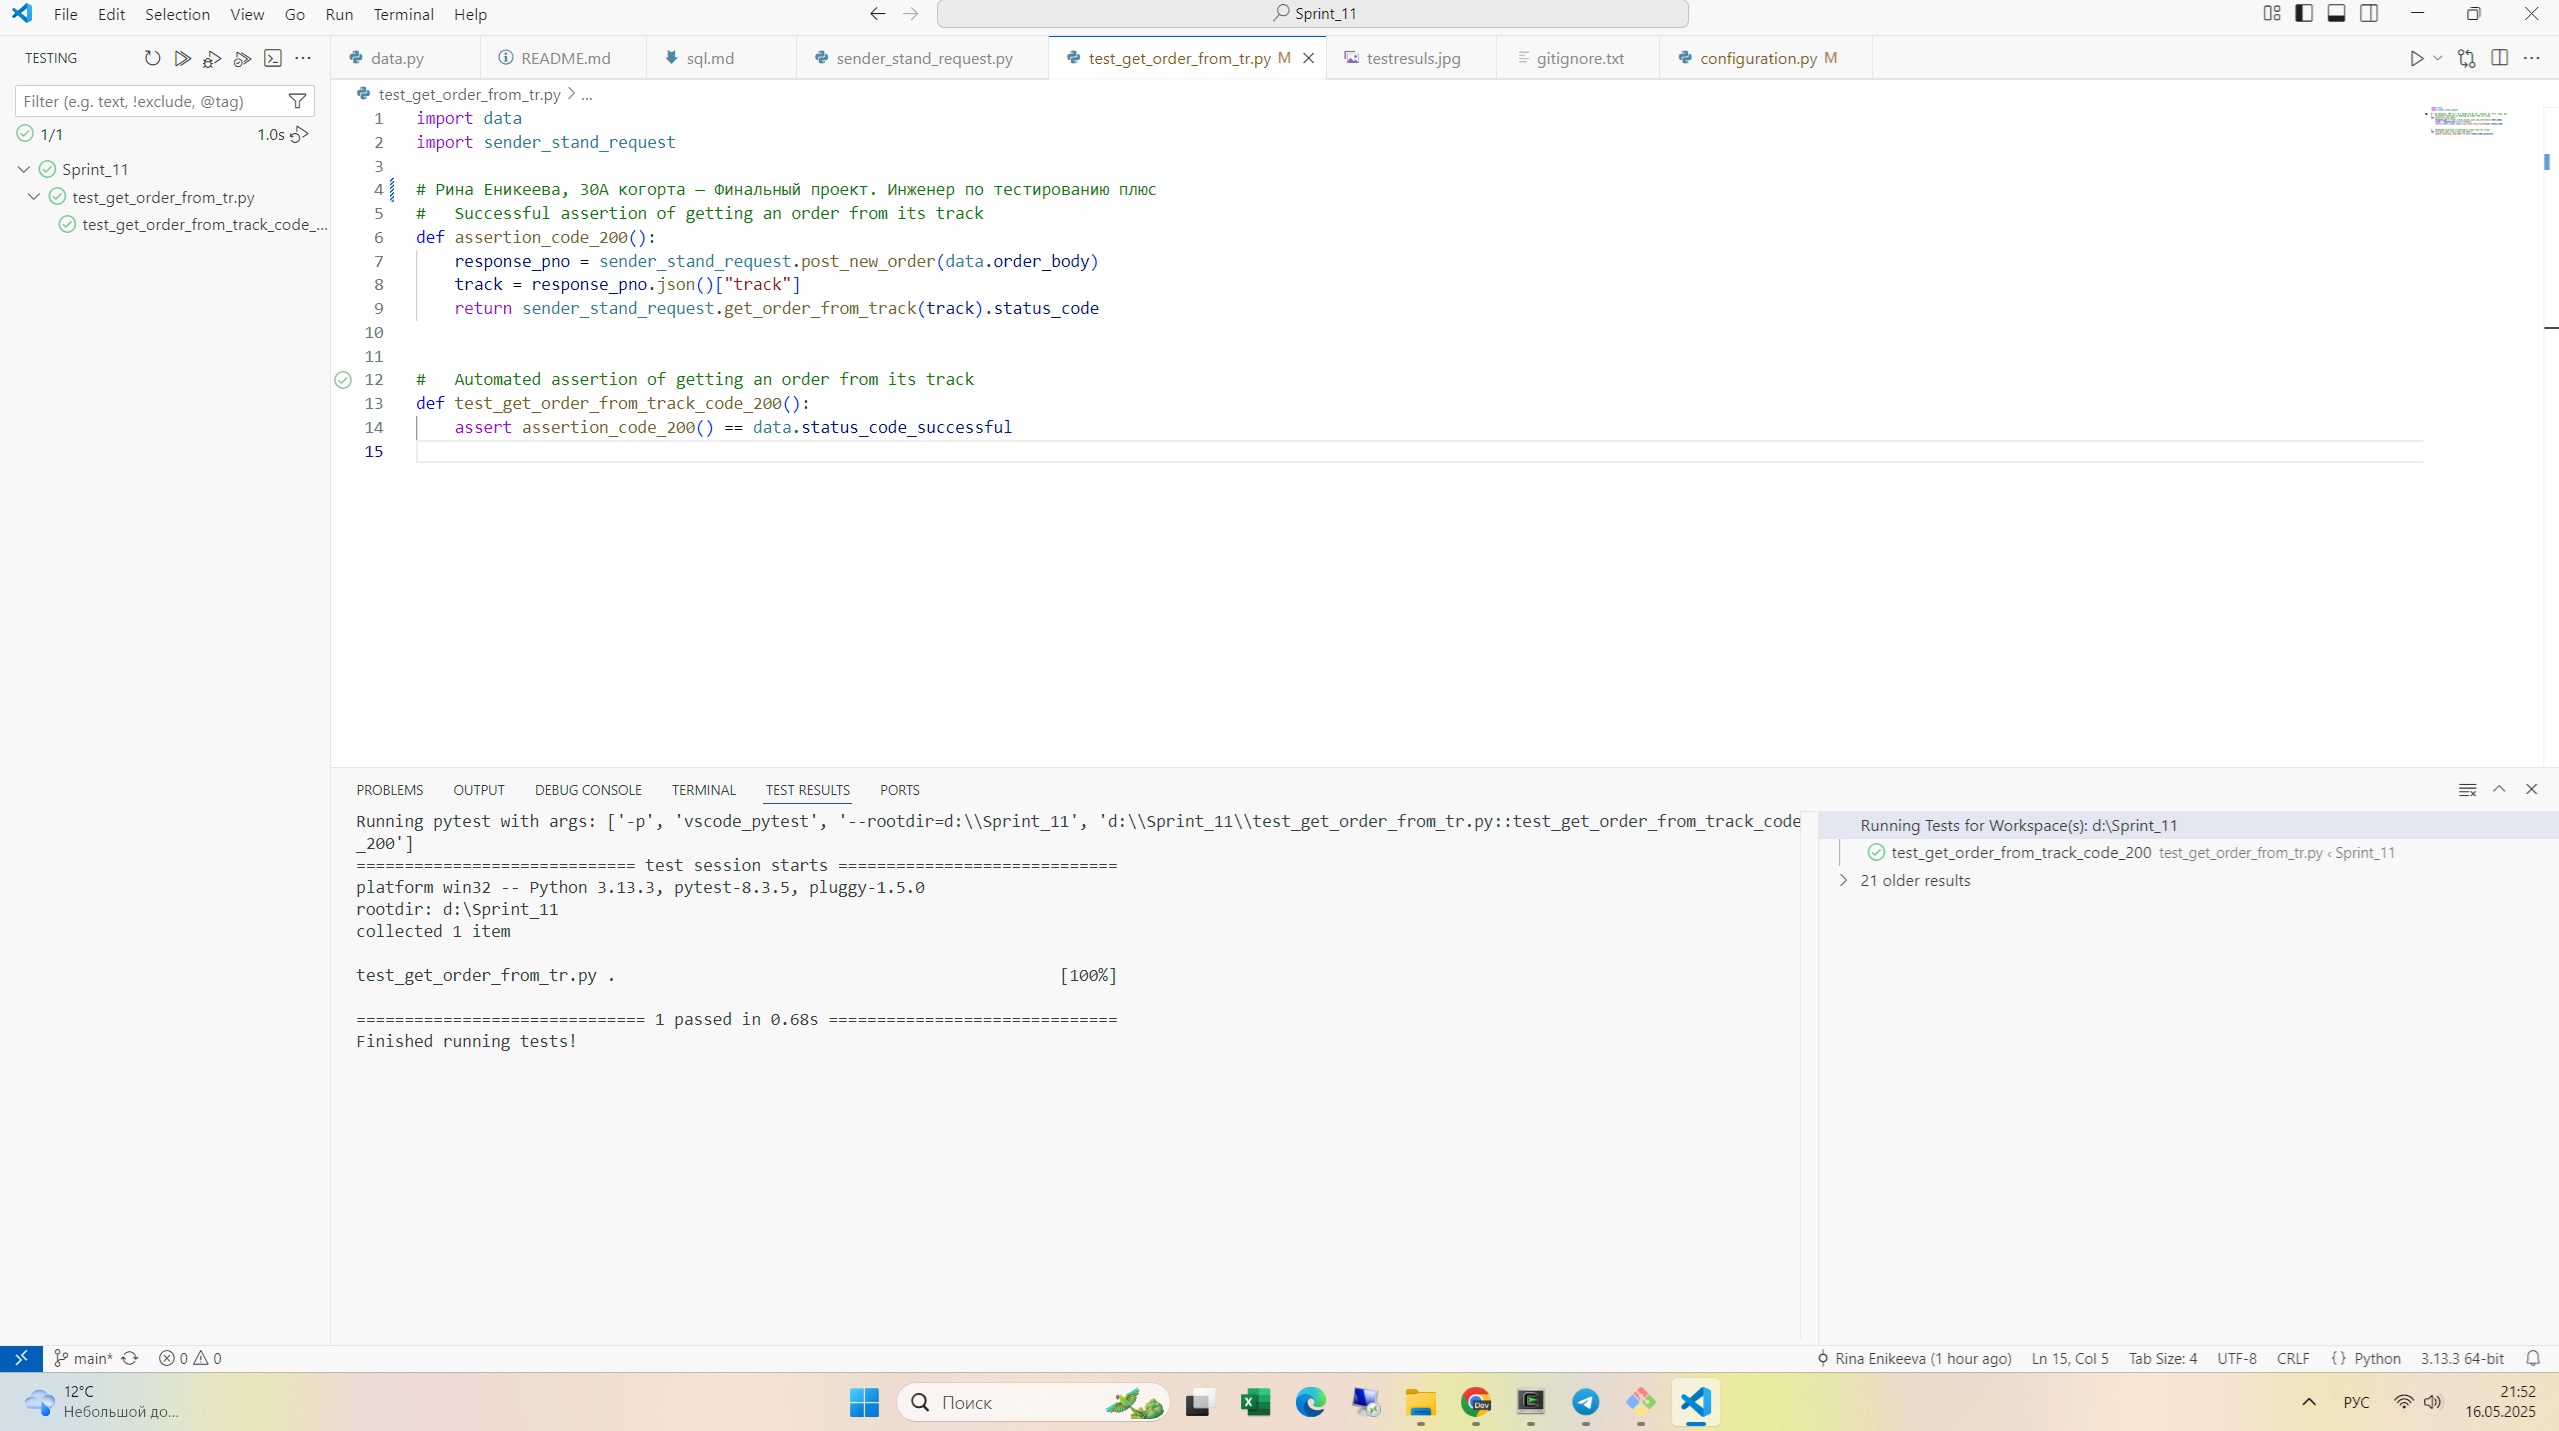 File Edit Selection View Go Run Terminal Help
Sprint_11
TESTING
data.py README.md sql.md sender_stand_request.py test_get_order_from_tr.py M testresuls.jpg gitignore.txt configuration.py M
Filter (e.g. text, !exclude, @tag)
1/1 1.0s
Sprint_11
test_get_order_from_tr.py
test_get_order_from_track_code_...
test_get_order_from_tr.py > ...
1 import data
2 import sender_stand_request
3
4 # Рина Еникеева, 30А когорта — Финальный проект. Инженер по тестированию плюс
5 #   Successful assertion of getting an order from its track
6 def assertion_code_200():
7     response_pno = sender_stand_request.post_new_order(data.order_body)
8     track = response_pno.json()["track"]
9     return sender_stand_request.get_order_from_track(track).status_code
10
11
12 #   Automated assertion of getting an order from its track
13 def test_get_order_from_track_code_200():
14     assert assertion_code_200() == data.status_code_successful
15
PROBLEMS OUTPUT DEBUG CONSOLE TERMINAL TEST RESULTS PORTS
Running pytest with args: ['-p', 'vscode_pytest', '--rootdir=d:\\Sprint_11', 'd:\\Sprint_11\\test_get_order_from_tr.py::test_get_order_from_track_code
_200']
============================= test session starts =============================
platform win32 -- Python 3.13.3, pytest-8.3.5, pluggy-1.5.0
rootdir: d:\Sprint_11
collected 1 item
test_get_order_from_tr.py . [100%]
============================== 1 passed in 0.68s ==============================
Finished running tests!
Running Tests for Workspace(s): d:\Sprint_11
test_get_order_from_track_code_200 test_get_order_from_tr.py < Sprint_11
21 older results
main* 0 0 Rina Enikeeva (1 hour ago) Ln 15, Col 5 Tab Size: 4 UTF-8 CRLF {} Python 3.13.3 64-bit
12°C
Небольшой до...
Поиск
Dev
РУС
21:52
16.05.2025